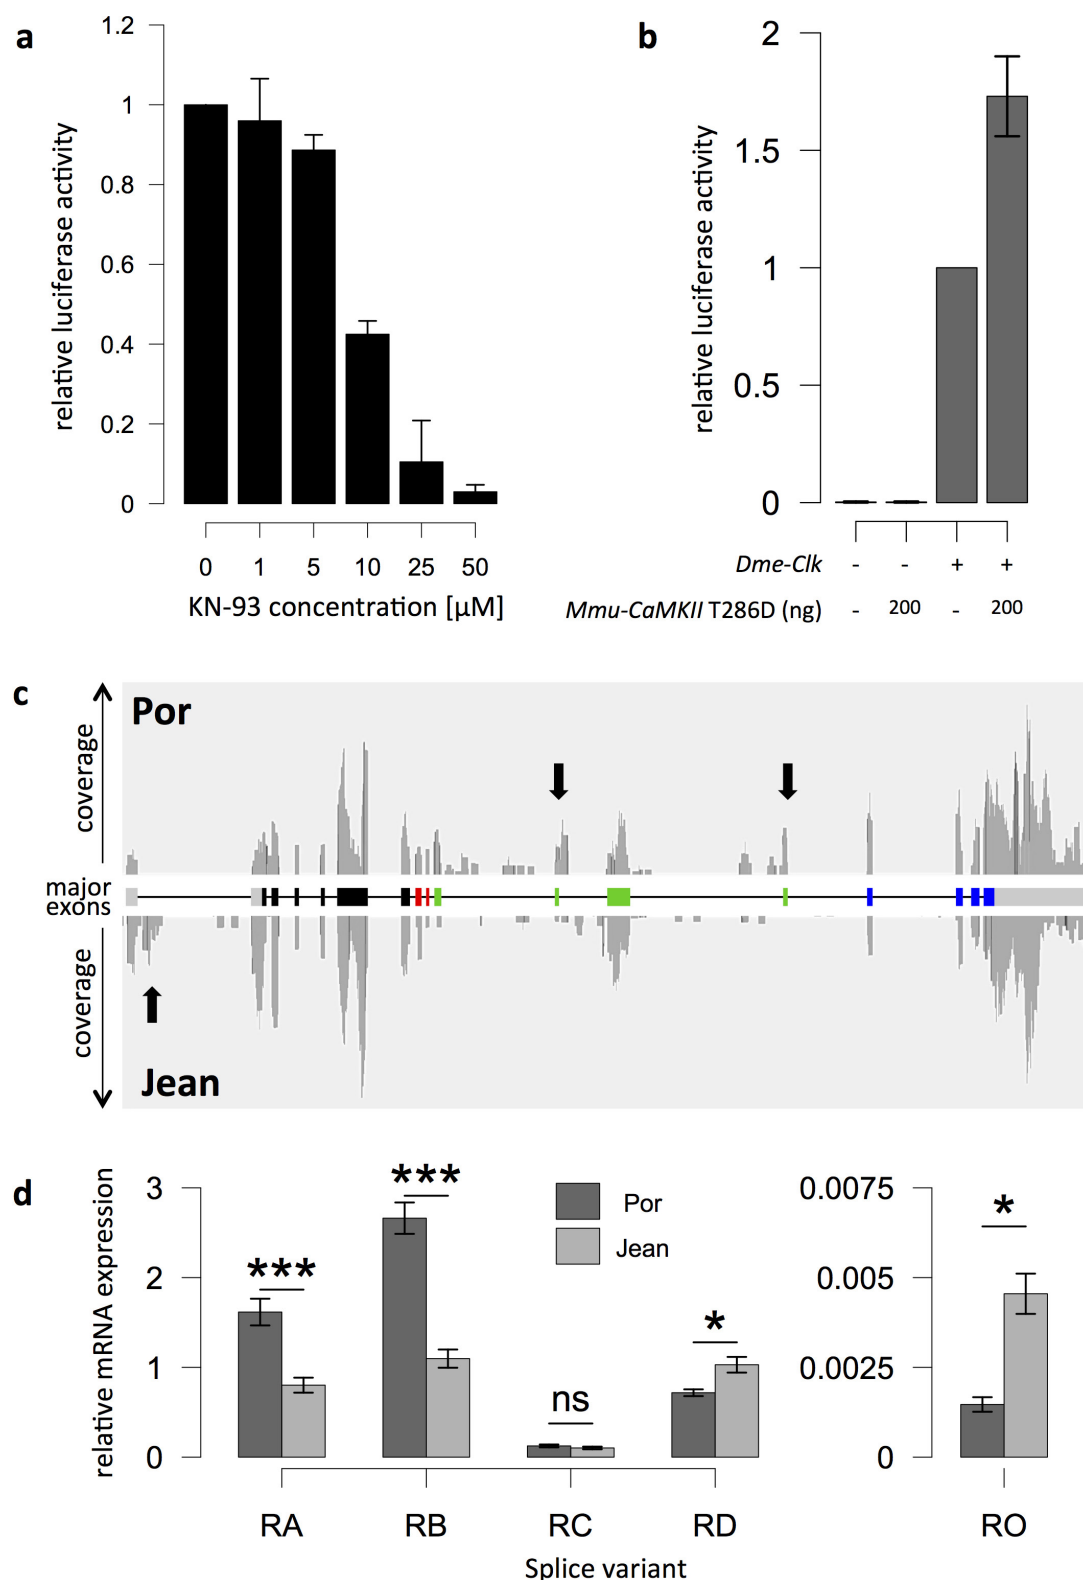 a
1.2
1
0.8
0.6
0.4
0.2
0
relative luciferase activity
0 1 5 10 25 50
KN-93 concentration [µM]
b
2
1.5
1
0.5
0
relative luciferase activity
Dme-Clk - - + +
Mmu-CaMKII T286D (ng) - 200 - 200
c
Por
coverage
major
exons
coverage
Jean
d
relative mRNA expression
3
2
1
0
***
***
ns
*
Por
Jean
RA RB RC RD
0.0075
0.005
0.0025
0
*
RO
Splice variant